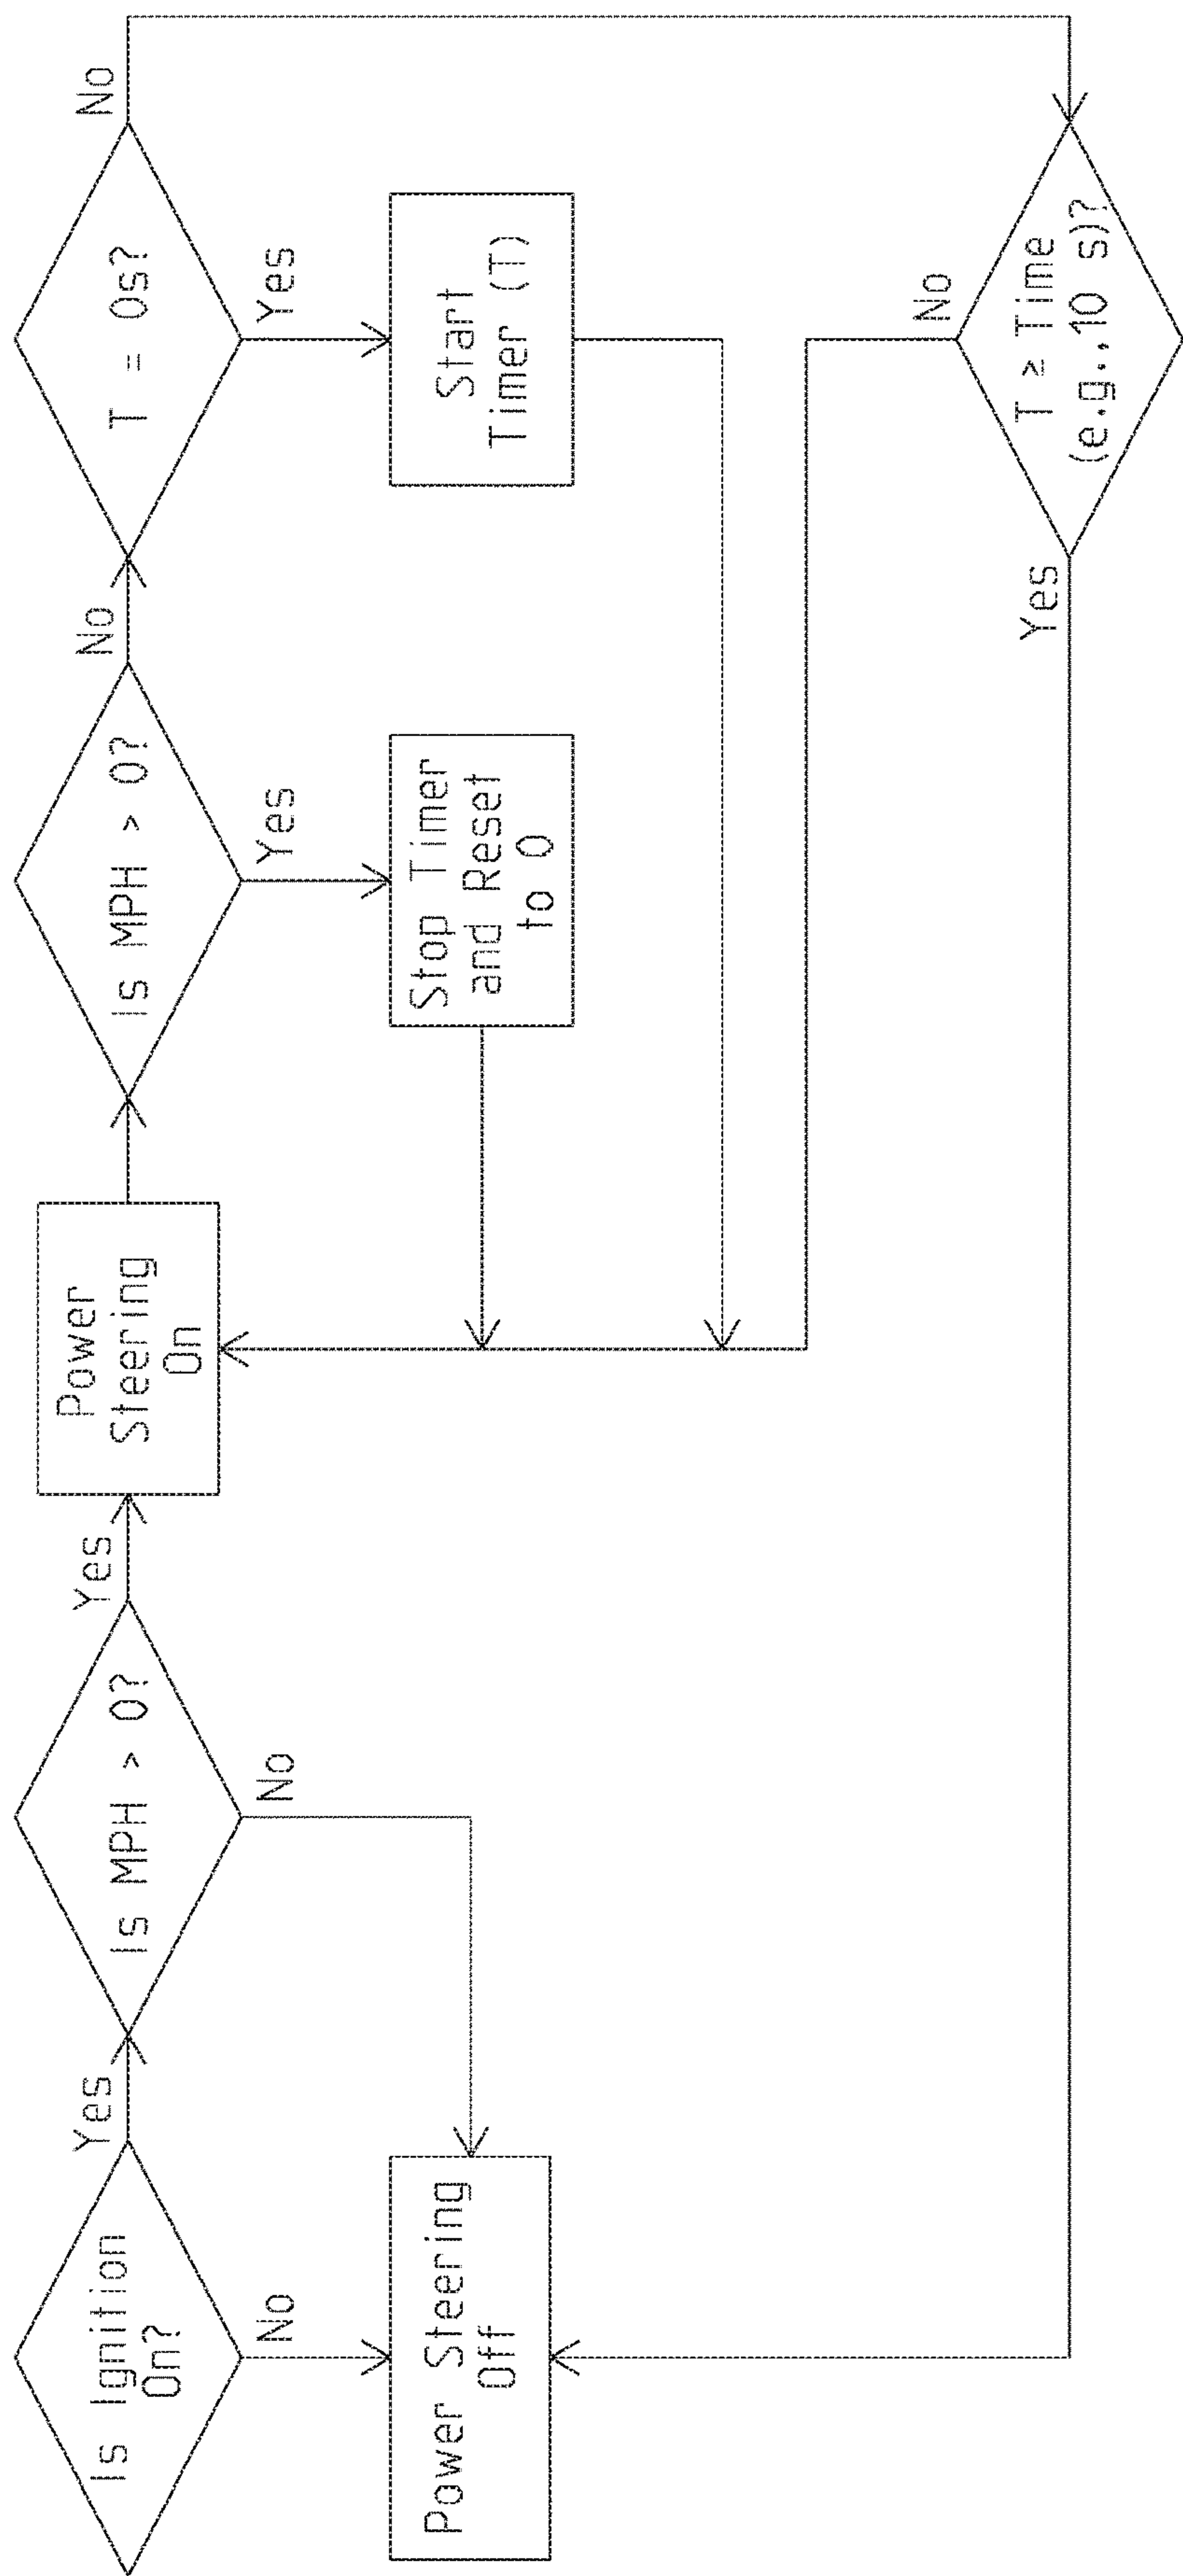 Is Ignition
On?
Yes
No
Is MPH > 0?
Yes
No
Power
Steering
On
Is MPH > 0?
No
Yes
T = 0s?
No
Yes
Power Steering
Off
Stop Timer
and Reset
to 0
Start
Timer (T)
T ≥ Time
(e.g.,10 s)?
No
Yes